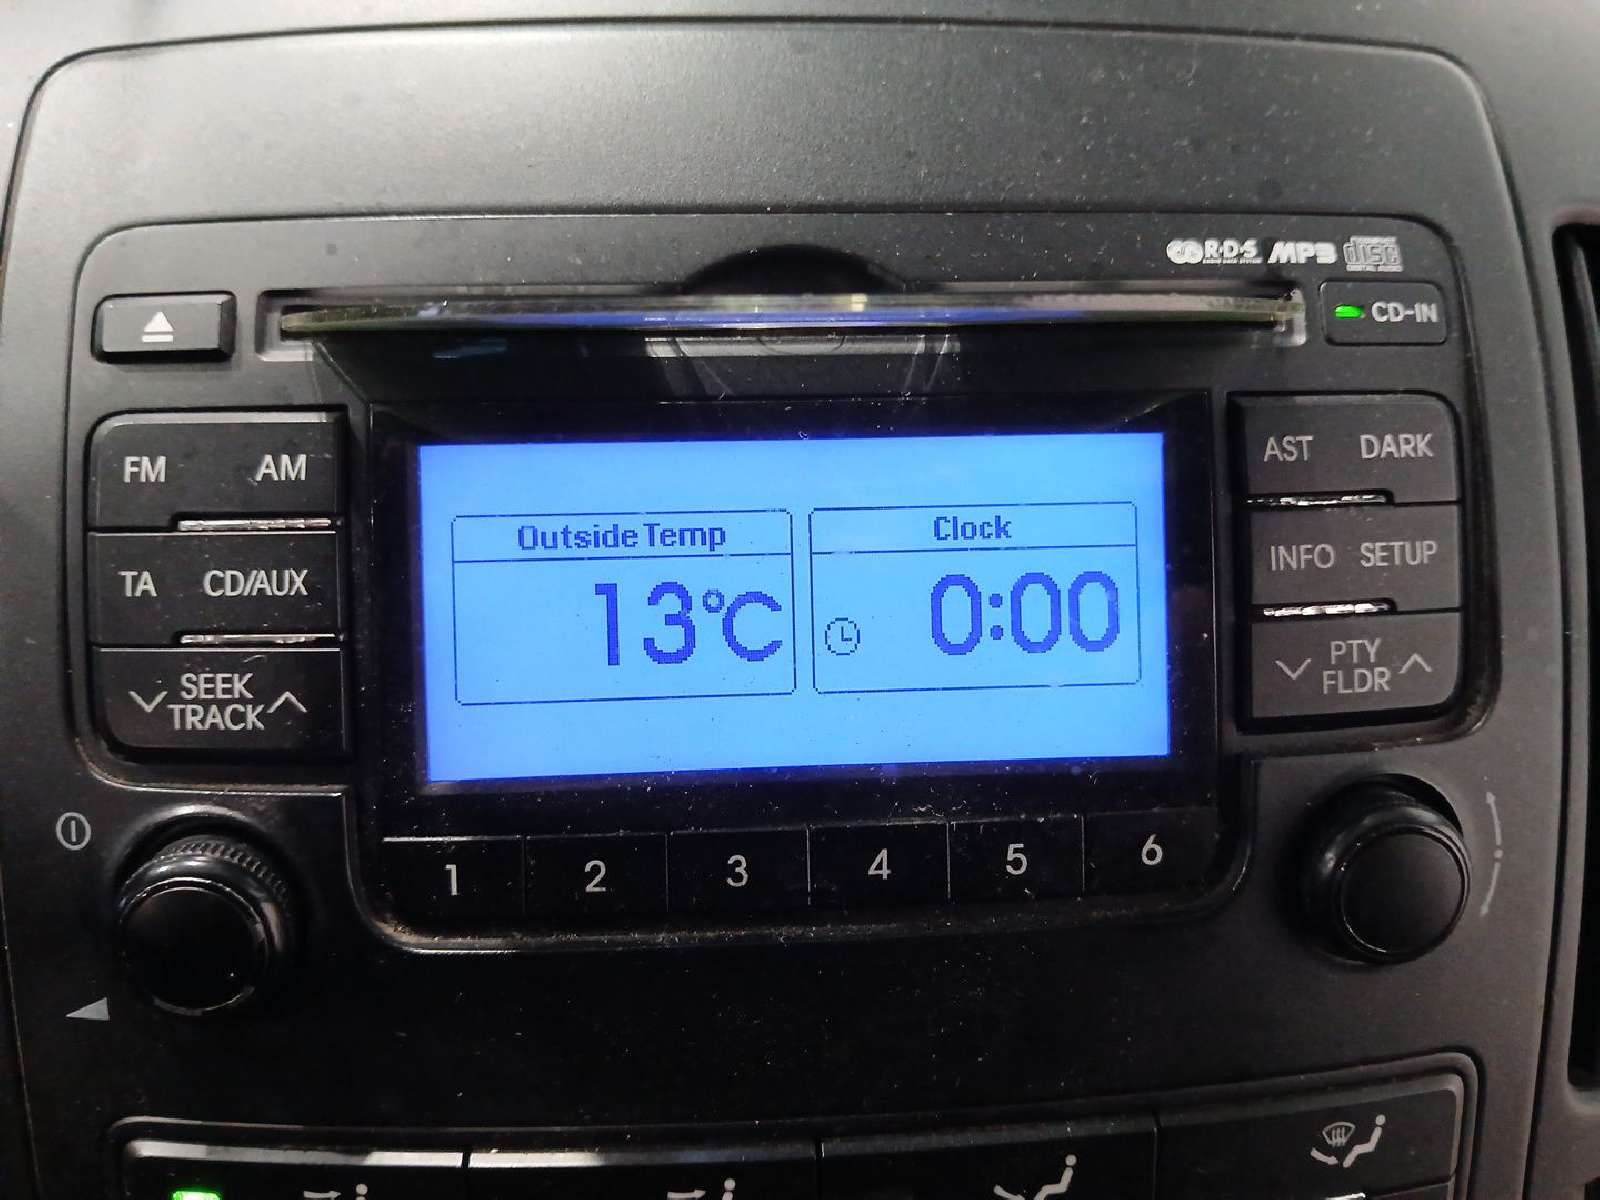 R·D·S MP3 disc
CD-IN
FM AM
AST DARK
Outside Temp Clock
13°C 0:00
TA CD/AUX
INFO SETUP
SEEK
TRACK
PTY
FLDR
1 2 3 4 5 6